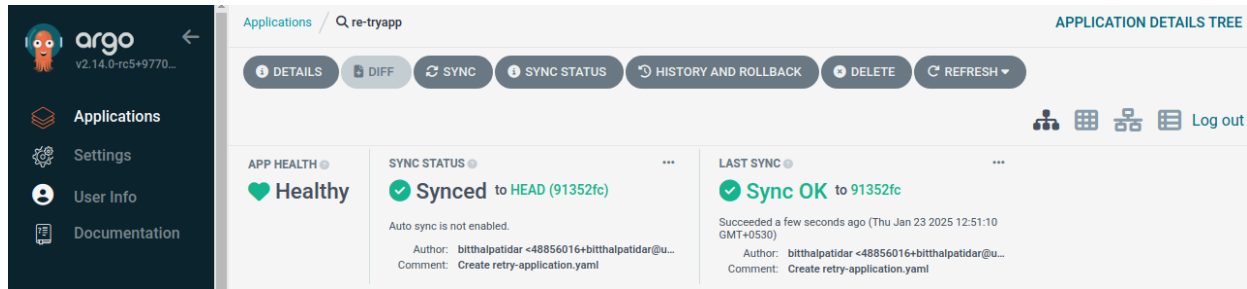 argo
v2.14.0-rc5+9770...
Applications
Settings
User Info
Documentation
Applications / re-tryapp
APPLICATION DETAILS TREE
DETAILS DIFF SYNC SYNC STATUS HISTORY AND ROLLBACK DELETE REFRESH
Log out
APP HEALTH
Healthy
SYNC STATUS
Synced to HEAD (91352fc)
Auto sync is not enabled.
Author: bitthalpatidar <48856016+bitthalpatidar@u...
Comment: Create retry-application.yaml
LAST SYNC
Sync OK to 91352fc
Succeeded a few seconds ago (Thu Jan 23 2025 12:51:10
GMT+0530)
Author: bitthalpatidar <48856016+bitthalpatidar@u...
Comment: Create retry-application.yaml